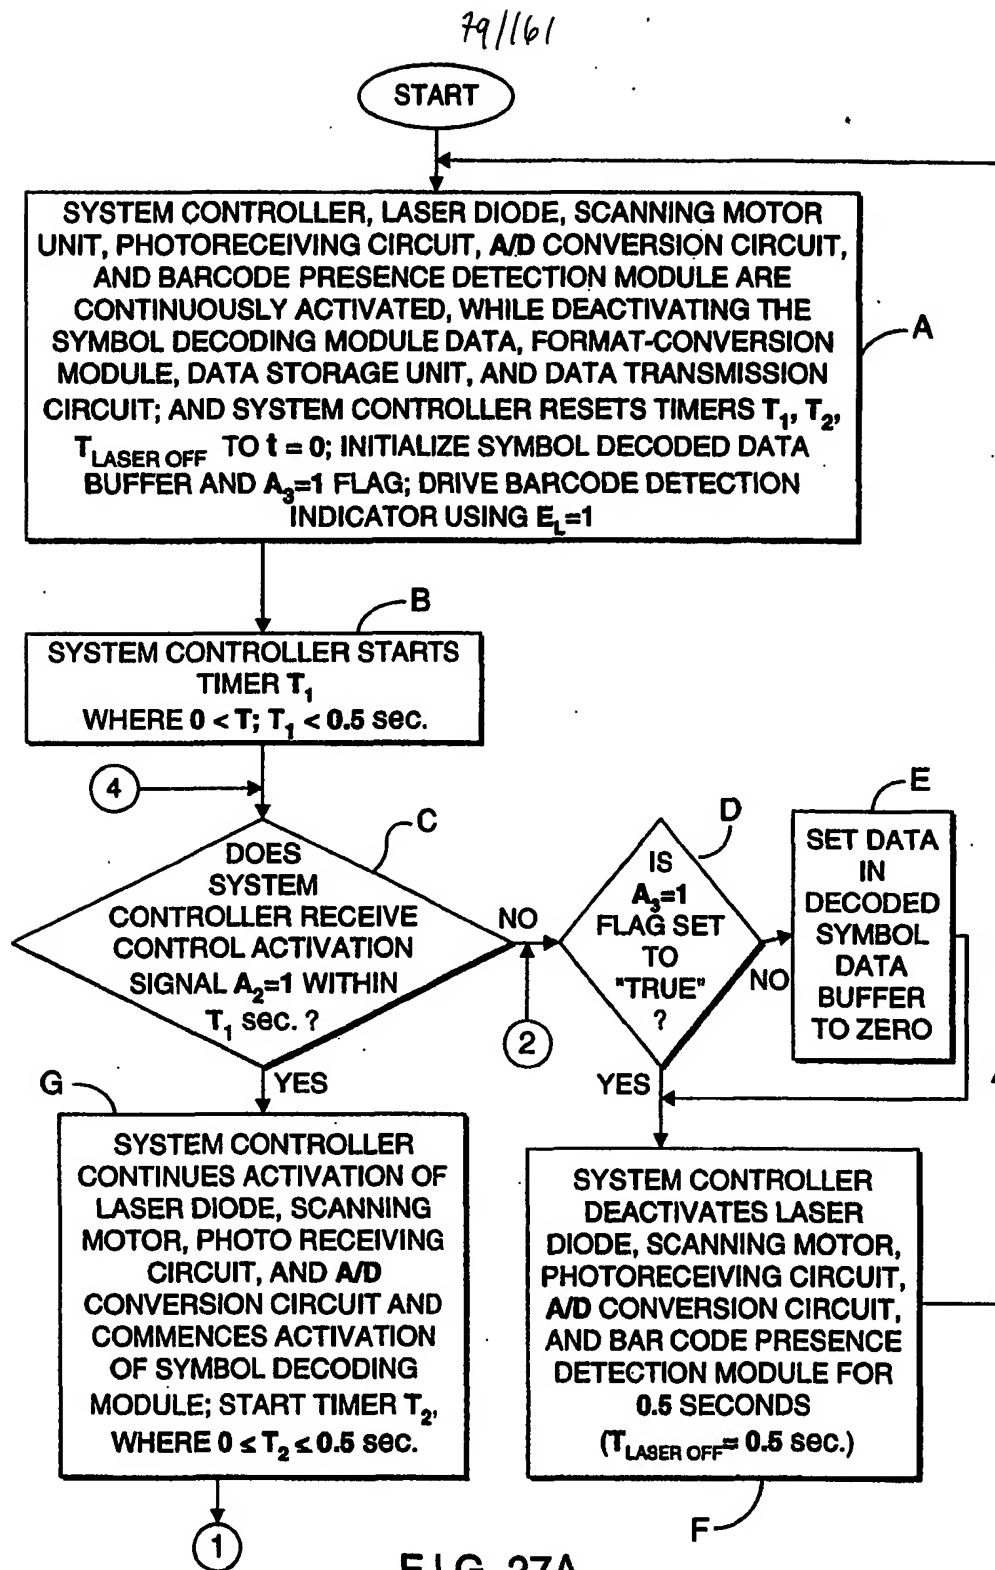 79/161
START
SYSTEM CONTROLLER, LASER DIODE, SCANNING MOTOR
UNIT, PHOTORECEIVING CIRCUIT, A/D CONVERSION CIRCUIT,
AND BARCODE PRESENCE DETECTION MODULE ARE
CONTINUOUSLY ACTIVATED, WHILE DEACTIVATING THE
SYMBOL DECODING MODULE DATA, FORMAT-CONVERSION
MODULE, DATA STORAGE UNIT, AND DATA TRANSMISSION
CIRCUIT; AND SYSTEM CONTROLLER RESETS TIMERS T1, T2,
TLASER OFF TO t = 0; INITIALIZE SYMBOL DECODED DATA
BUFFER AND A3=1 FLAG; DRIVE BARCODE DETECTION
INDICATOR USING EL=1
A
B
SYSTEM CONTROLLER STARTS
TIMER T1
WHERE 0 < T; T1 < 0.5 sec.
4
C
DOES
SYSTEM
CONTROLLER RECEIVE
CONTROL ACTIVATION
SIGNAL A2=1 WITHIN
T1 sec. ?
NO
2
D
IS
A3=1
FLAG SET
TO
"TRUE"
?
NO
E
SET DATA
IN
DECODED
SYMBOL
DATA
BUFFER
TO ZERO
YES
YES
G
SYSTEM CONTROLLER
CONTINUES ACTIVATION OF
LASER DIODE, SCANNING
MOTOR, PHOTO RECEIVING
CIRCUIT, AND A/D
CONVERSION CIRCUIT AND
COMMENCES ACTIVATION
OF SYMBOL DECODING
MODULE; START TIMER T2,
WHERE 0 ≤ T2 ≤ 0.5 sec.
1
SYSTEM CONTROLLER
DEACTIVATES LASER
DIODE, SCANNING MOTOR,
PHOTORECEIVING CIRCUIT,
A/D CONVERSION CIRCUIT,
AND BAR CODE PRESENCE
DETECTION MODULE FOR
0.5 SECONDS
(TLASER OFF= 0.5 sec.)
F
FIG. 27A